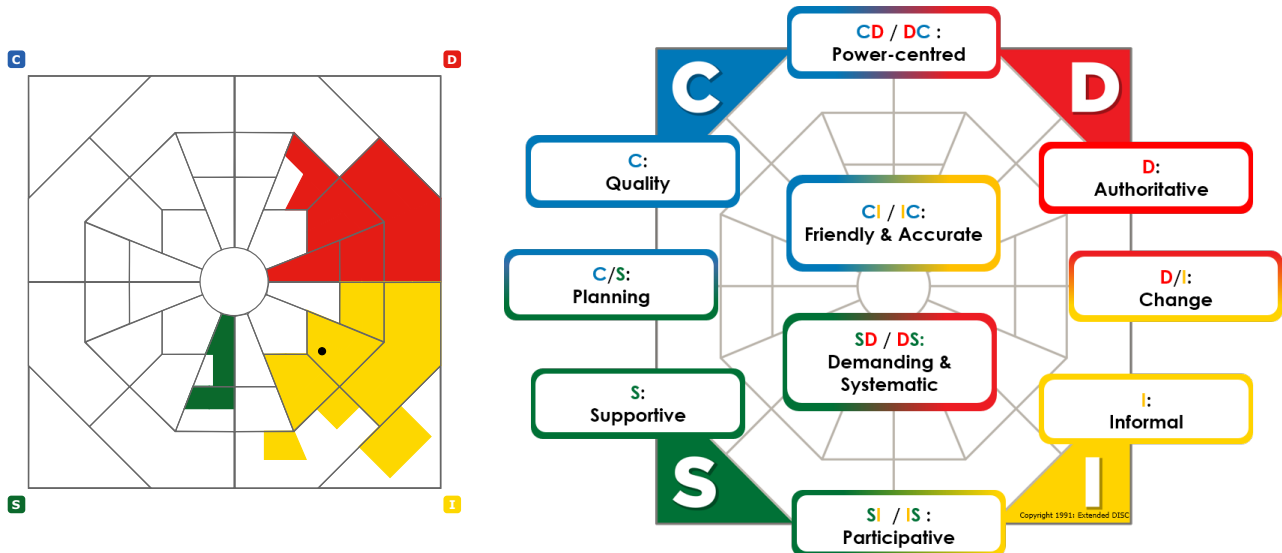 C
D
S
I
CD / DC :
Power-centred
C
D
C:
Quality
D:
Authoritative
CI / IC:
Friendly & Accurate
C/S:
Planning
D/I:
Change
SD / DS:
Demanding &
Systematic
S:
Supportive
I:
Informal
S
I
SI / IS :
Participative
Copyright 1991: Extended DISC